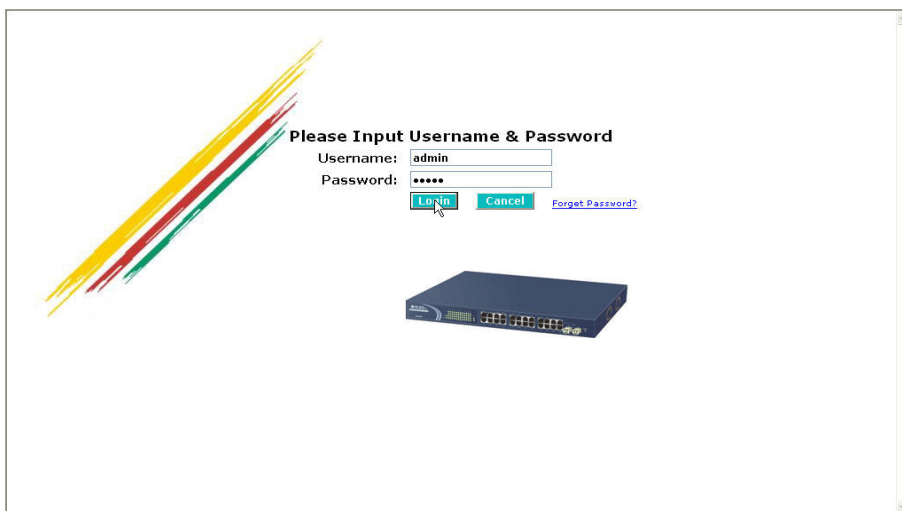 Please Input Username & Password
Username: admin
Password: •••••
Login Cancel Forget Password?